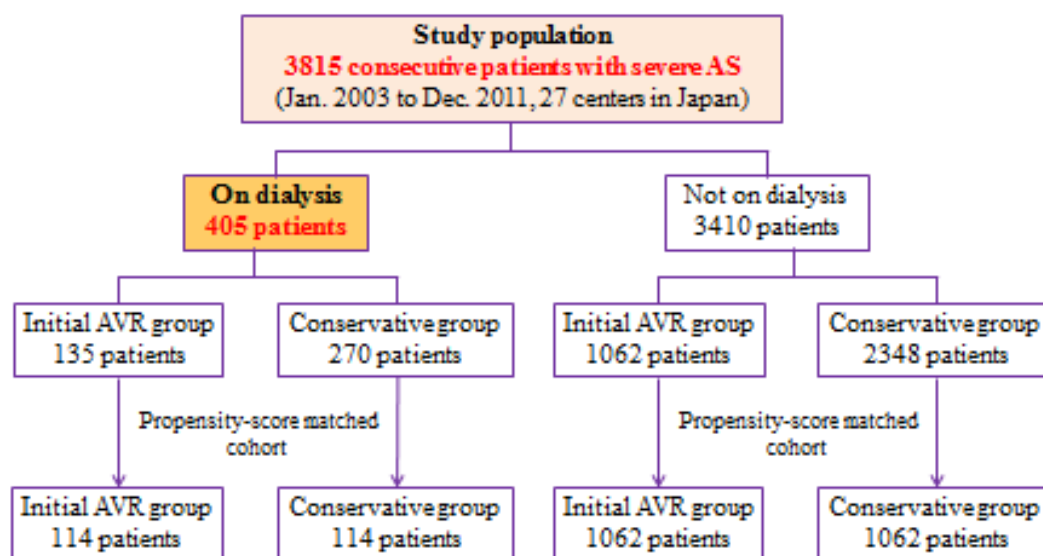 Study population
3815 consecutive patients with severe AS
(Jan. 2003 to Dec. 2011, 27 centers in Japan)
On dialysis
405 patients
Not on dialysis
3410 patients
Initial AVR group
135 patients
Conservative group
270 patients
Initial AVR group
1062 patients
Conservative group
2348 patients
Propensity-score matched
cohort
Propensity-score matched
cohort
Initial AVR group
114 patients
Conservative group
114 patients
Initial AVR group
1062 patients
Conservative group
1062 patients